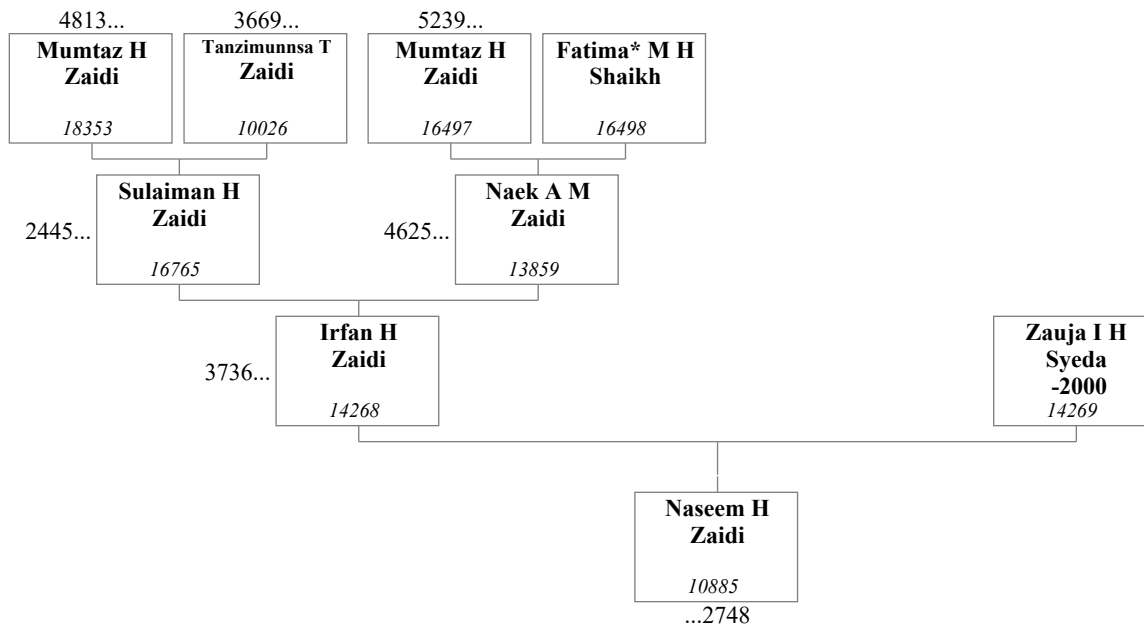 4813...
3669...
5239...
Mumtaz H
Zaidi
18353
Tanzimunnsa T
Zaidi
10026
Mumtaz H
Zaidi
16497
Fatima* M H
Shaikh
16498
2445...
Sulaiman H
Zaidi
16765
4625...
Naek A M
Zaidi
13859
3736...
Irfan H
Zaidi
14268
Zauja I H
Syeda
-2000
14269
Naseem H
Zaidi
10885
...2748